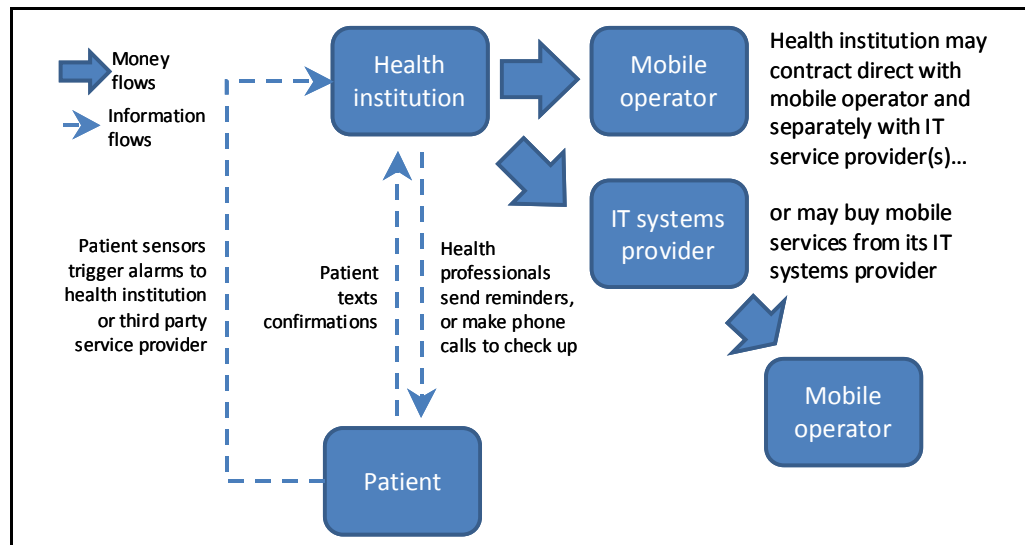 Money
flows
Information
flows
Health
institution
Mobile
operator
Health institution may
contract direct with
mobile operator and
separately with IT
service provider(s)...
IT systems
provider
or may buy mobile
services from its IT
systems provider
Patient sensors
trigger alarms to
health institution
or third party
service provider
Patient
texts
confirmations
Health
professionals
send reminders,
or make phone
calls to check up
Mobile
operator
Patient